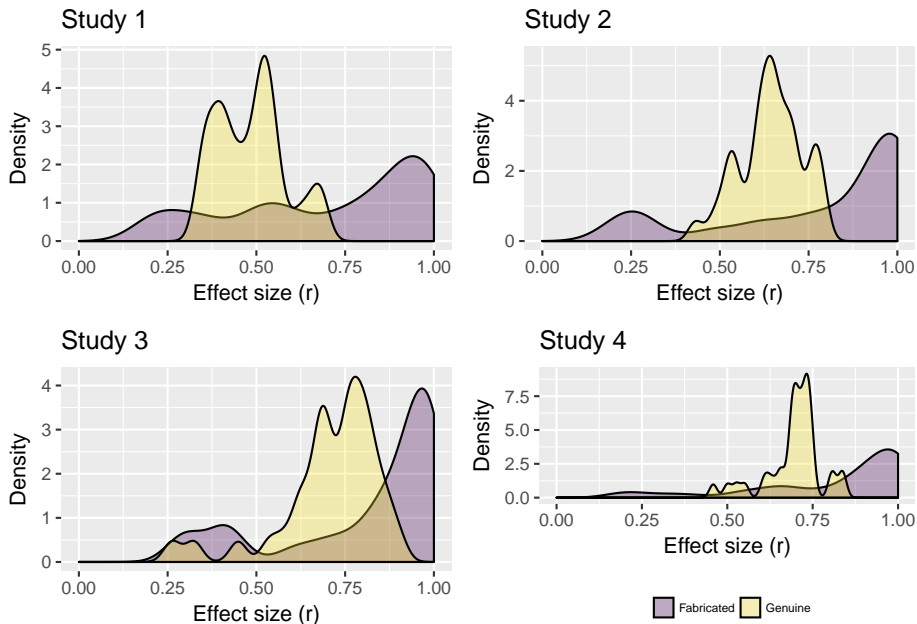 Study 1
Density
5
4
3
2
1
0
0.00 0.25 0.50 0.75 1.00
Effect size (r)
Study 2
Density
4
2
0
0.00 0.25 0.50 0.75 1.00
Effect size (r)
Study 3
Density
4
3
2
1
0
0.00 0.25 0.50 0.75 1.00
Effect size (r)
Study 4
Density
7.5
5.0
2.5
0.0
0.00 0.25 0.50 0.75 1.00
Effect size (r)
Fabricated Genuine